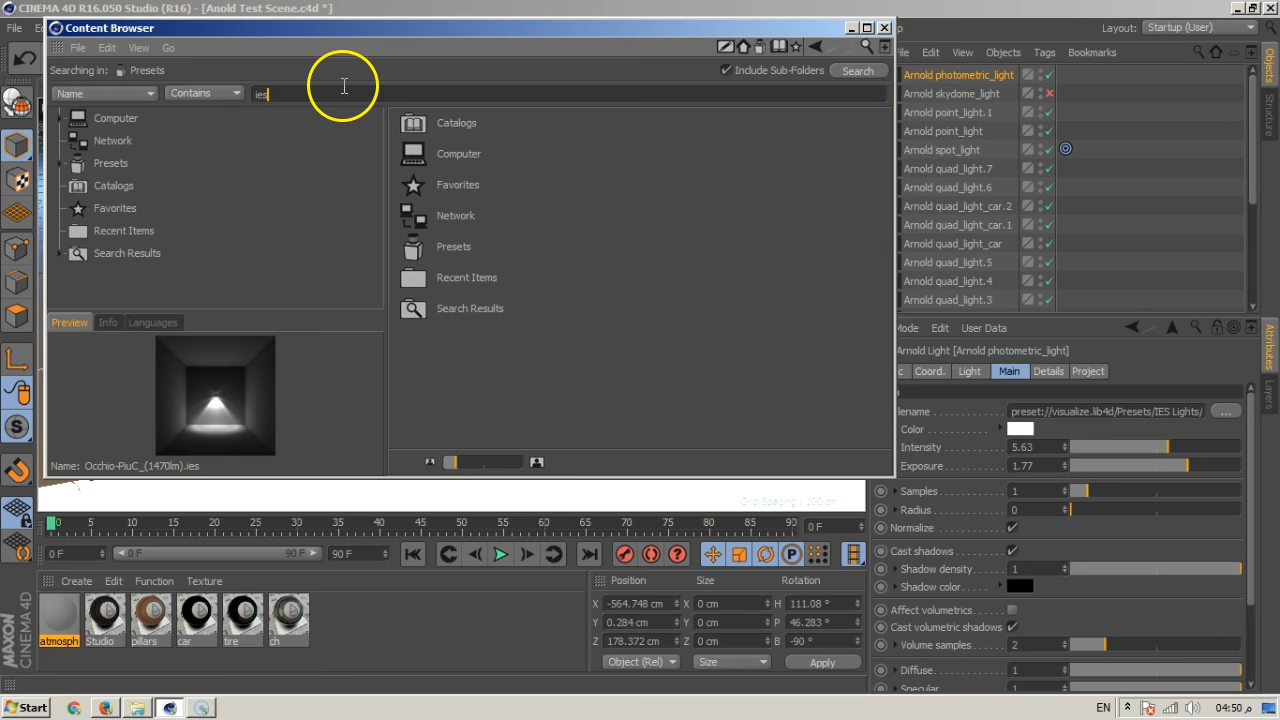 CINEMA 4D R16.050 Studio (R16) - [Anold Test Scene.c4d *]
File
Layout: Startup (User)
Content Browser
File Edit View Go
Searching in: Presets
Include Sub-Folders Search
Name Contains ies
Computer
Network
Presets
Catalogs
Favorites
Recent Items
Search Results
Catalogs
Computer
Favorites
Network
Presets
Recent Items
Search Results
Preview Info Languages
Name: Occhio-PiuC_(1470lm).ies
File Edit View Objects Tags Bookmarks
Arnold photometric_light
Arnold skydome_light
Arnold point_light.1
Arnold point_light
Arnold spot_light
Arnold quad_light.7
Arnold quad_light.6
Arnold quad_light_car.2
Arnold quad_light_car.1
Arnold quad_light_car
Arnold quad_light.5
Arnold quad_light.4
Arnold quad_light.3
Objects
Structure
Mode Edit User Data
Arnold Light [Arnold photometric_light]
c Coord. Light Main Details Project
lename preset://visualize.lib4d/Presets/IES Lights/ ...
Color
Intensity 5.63
Exposure 1.77
Samples 1
Radius 0
Normalize
Cast shadows
Shadow density 1
Shadow color
Affect volumetrics
Cast volumetric shadows
Volume samples 2
Diffuse 1
Specular 1
Attributes
Layers
Grid Spacing : 100 cm
0 5 10 15 20 25 30 35 40 45 50 55 60 65 70 75 80 85 90 0 F
0 F 0 F 90 F 90 F
Create Edit Function Texture
atmosph Studio pillars car tire ch
Position Size Rotation
X -564.748 cm X 0 cm H 111.08 °
Y 0.284 cm Y 0 cm P 46.283 °
Z 178.372 cm Z 0 cm B -90 °
Object (Rel) Size Apply
MAXON CINEMA 4D
Start EN 04:50 م